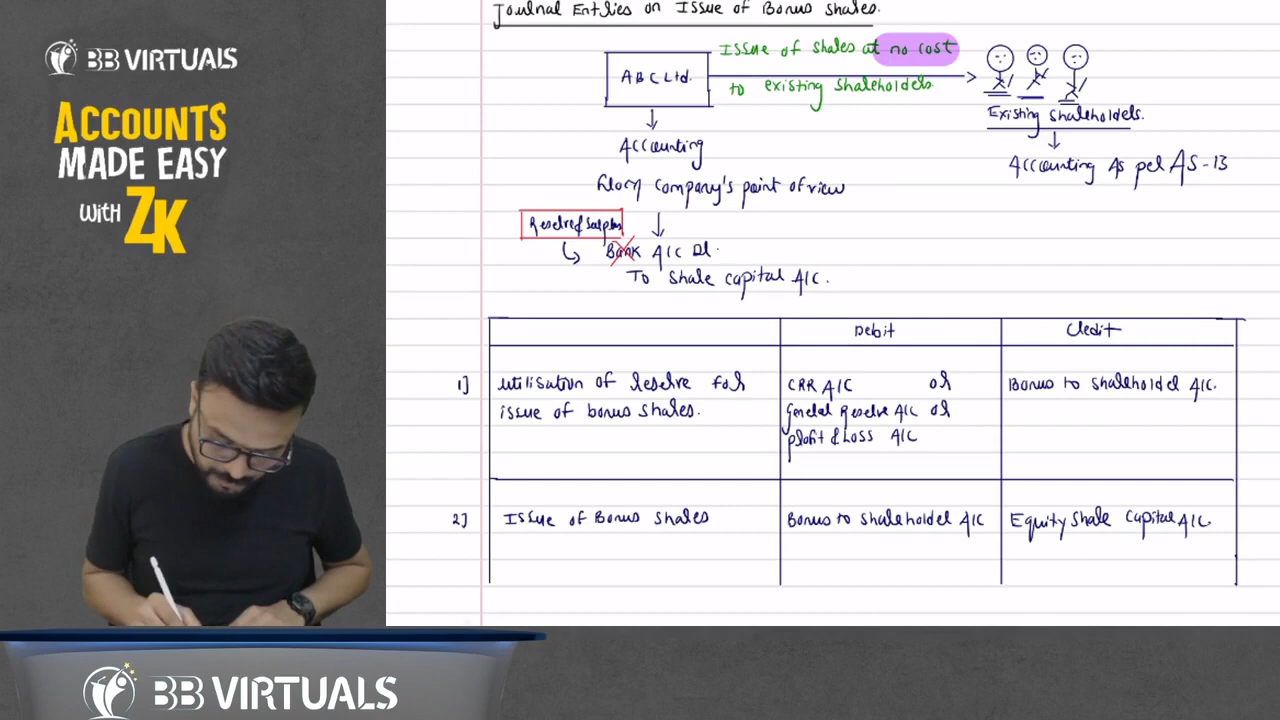 BB VIRTUALS
ACCOUNTS
MADE EASY
with ZK
Journal Entries on Issue of Bonus Shares.
ABC Ltd.
Issue of shares at no cost
to existing shareholders.
Existing shareholders.
Accounting As per AS-13
Accounting
from company's point of view
Reserve & Surplus
Bank A/C Dr.
To Share capital A/C.
Debit
Credit
1] utilisation of reserve for
issue of bonus shares.
CRR A/C or
General Reserve A/C or
Profit & Loss A/C
Bonus to shareholder A/C.
2] Issue of Bonus shares
Bonus to shareholder A/C
Equity share capital A/C.
BB VIRTUALS